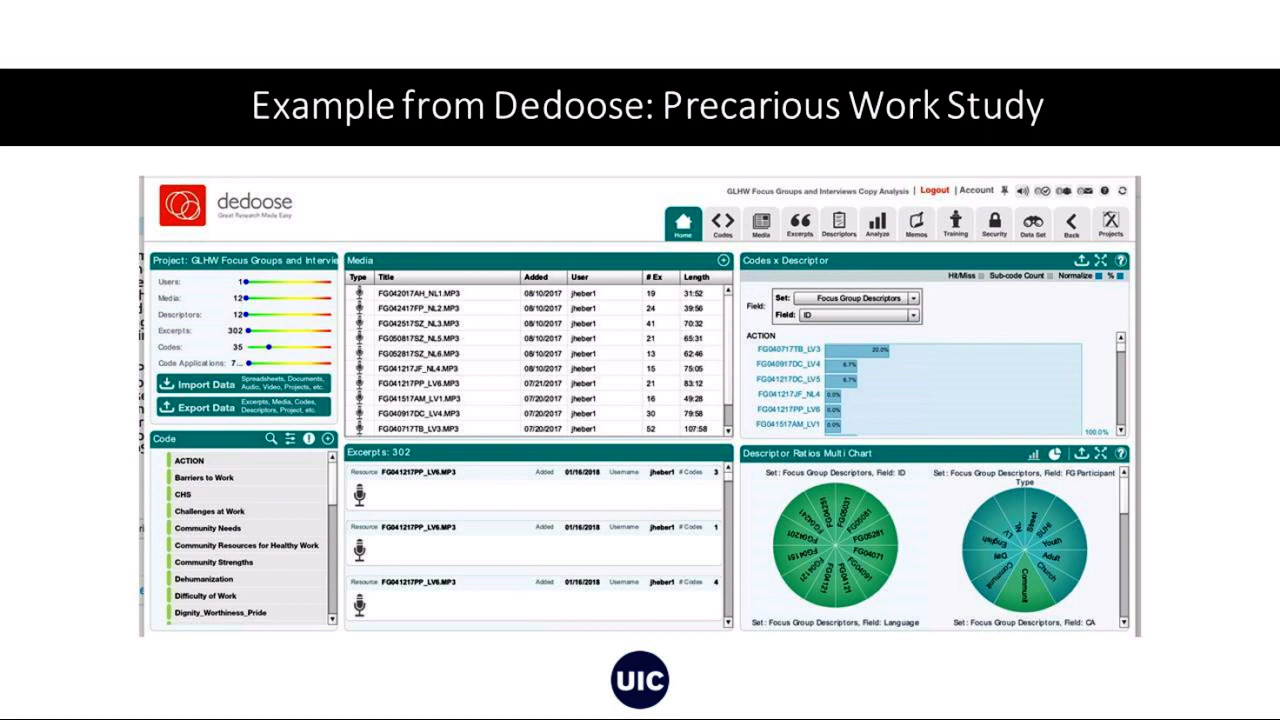 Example from Dedoose: Precarious Work Study
dedoose
Great Research Made Easy
GLHW Focus Groups and Interviews Copy Analysis | Logout | Account
Home Codes Media Excerpts Descriptors Analyze Memos Training Security Data Set Back Projects
Project: GLHW Focus Groups and Intervie
Users: 1
Media: 12
Descriptors: 12
Excerpts: 302
Codes: 35
Code Applications: 7...
Import Data Spreadsheets, Documents, Audio, Video, Projects, etc.
Export Data Excerpts, Media, Codes, Descriptors, Project, etc.
Code
ACTION
Barriers to Work
CHS
Challenges at Work
Community Needs
Community Resources for Healthy Work
Community Strengths
Dehumanization
Difficulty of Work
Dignity_Worthiness_Pride
Media
Type Title Added User # Ex Length
FG042017AH_NL1.MP3 08/10/2017 jheber1 19 31:52
FG042417FP_NL2.MP3 08/10/2017 jheber1 24 39:56
FG042517SZ_NL3.MP3 08/10/2017 jheber1 41 70:32
FG050817SZ_NL5.MP3 08/10/2017 jheber1 21 65:31
FG052817SZ_NL6.MP3 08/10/2017 jheber1 13 62:46
FG041217JF_NL4.MP3 08/10/2017 jheber1 15 75:05
FG041217PP_LV6.MP3 07/21/2017 jheber1 21 83:12
FG041517AM_LV1.MP3 07/20/2017 jheber1 16 49:28
FG040917DC_LV4.MP3 07/20/2017 jheber1 30 79:58
FG040717TB_LV3.MP3 07/20/2017 jheber1 52 107:58
Excerpts: 302
Resource FG041217PP_LV6.MP3 Added 01/16/2018 Username jheber1 # Codes 3
Resource FG041217PP_LV6.MP3 Added 01/16/2018 Username jheber1 # Codes 1
Resource FG041217PP_LV6.MP3 Added 01/16/2018 Username jheber1 # Codes 4
Codes x Descriptor
Hit/Miss Sub-code Count Normalize %
Set: Focus Group Descriptors
Field:
Field: ID
ACTION
FG040717TB_LV3 20.0%
FG040917DC_LV4 6.7%
FG041217DC_LV5 6.7%
FG041217JF_NL4 0.0%
FG041217PP_LV6 0.0%
FG041517AM_LV1 0.0%
100.0%
Descriptor Ratios Multi Chart
Set: Focus Group Descriptors, Field: ID
Set: Focus Group Descriptors, Field: FG Participant Type
FG05281
FG04071
Street
Youth
Adult
Communit
English
Set: Focus Group Descriptors, Field: Language
Set: Focus Group Descriptors, Field: CA
UIC